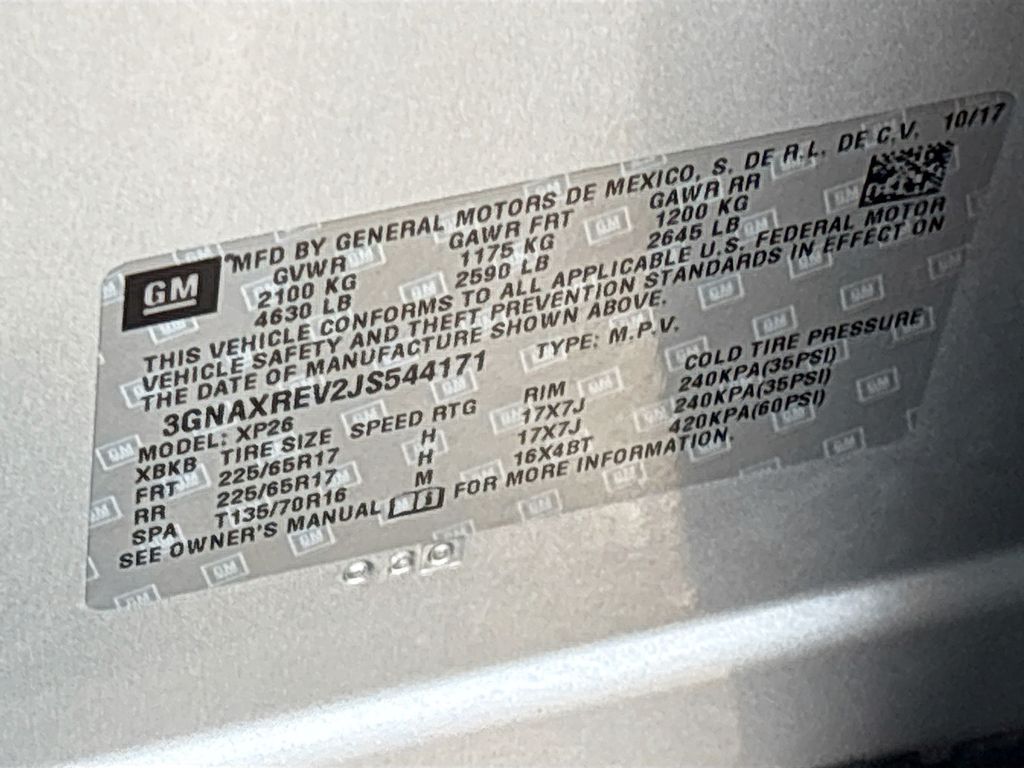 GM
MFD BY GENERAL MOTORS DE MEXICO, S. DE R.L. DE C.V. 10/17
GVWR GAWR FRT GAWR RR
2100 KG 1175 KG 1200 KG
4630 LB 2590 LB 2645 LB
THIS VEHICLE CONFORMS TO ALL APPLICABLE U.S. FEDERAL MOTOR
VEHICLE SAFETY AND THEFT PREVENTION STANDARDS IN EFFECT ON
THE DATE OF MANUFACTURE SHOWN ABOVE.
3GNAXREV2JS544171 TYPE: M.P.V.
MODEL: XP26
XBKB TIRE SIZE SPEED RTG RIM COLD TIRE PRESSURE
FRT 225/65R17 H 17X7J 240KPA(35PSI)
RR 225/65R17 H 17X7J 240KPA(35PSI)
SPA T135/70R16 M 16X4BT 420KPA(60PSI)
SEE OWNER'S MANUAL FOR MORE INFORMATION.